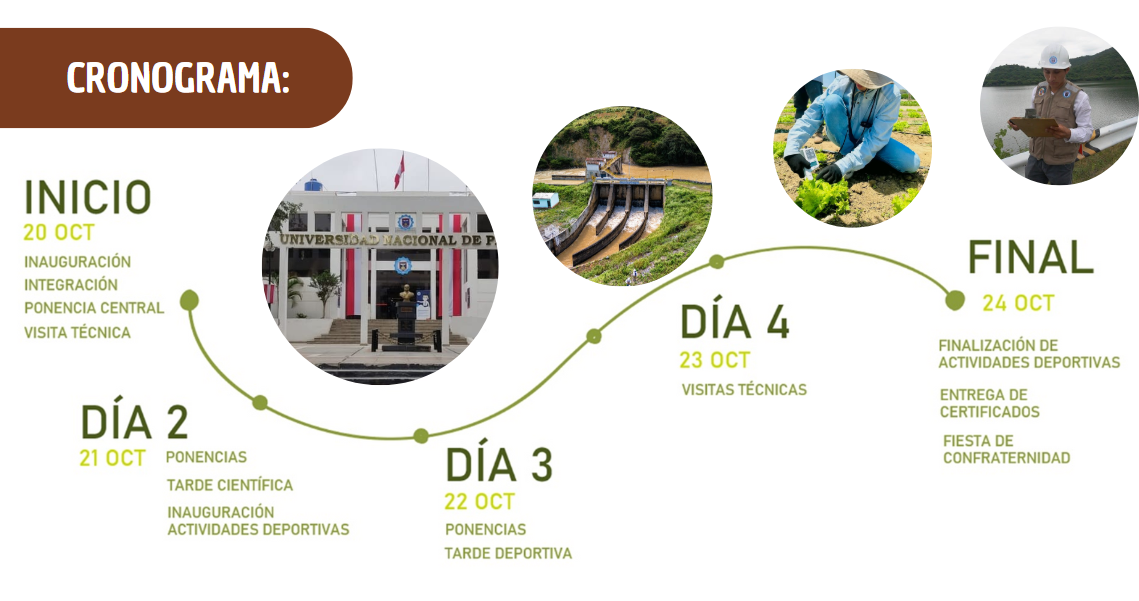 CRONOGRAMA:
INICIO
20 OCT
INAUGURACIÓN
INTEGRACIÓN
PONENCIA CENTRAL
VISITA TÉCNICA
UNIVERSIDAD NACIONAL DE
DÍA 2
21 OCT
PONENCIAS
TARDE CIENTÍFICA
INAUGURACIÓN
ACTIVIDADES DEPORTIVAS
DÍA 3
22 OCT
PONENCIAS
TARDE DEPORTIVA
DÍA 4
23 OCT
VISITAS TÉCNICAS
FINAL
24 OCT
FINALIZACIÓN DE
ACTIVIDADES DEPORTIVAS
ENTREGA DE
CERTIFICADOS
FIESTA DE
CONFRATERNIDAD